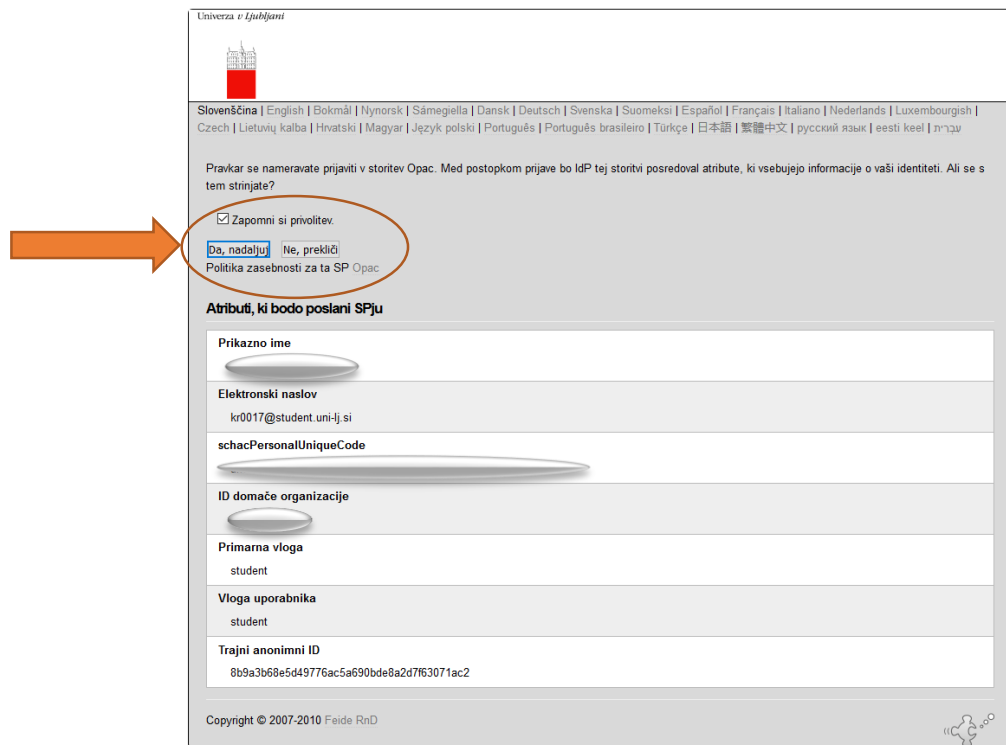 Univerza v Ljubljani
Slovenščina | English | Bokmål | Nynorsk | Sámegiella | Dansk | Deutsch | Svenska | Suomeksi | Español | Français | Italiano | Nederlands | Luxembourgish |
Czech | Lietuvių kalba | Hrvatski | Magyar | Język polski | Português | Português brasileiro | Türkçe | 日本語 | 繁體中文 | русский язык | eesti keel | עִבְרִית
Pravkar se nameravate prijaviti v storitev Opac. Med postopkom prijave bo IdP tej storitvi posredoval atribute, ki vsebujejo informacije o vaši identiteti. Ali se s
tem strinjate?
Zapomni si privolitev.
Da, nadaljuj Ne, prekliči
Politika zasebnosti za ta SP Opac
Atributi, ki bodo poslani SPju
Prikazno ime
Elektronski naslov
kr0017@student.uni-lj.si
schacPersonalUniqueCode
ID domače organizacije
Primarna vloga
student
Vloga uporabnika
student
Trajni anonimni ID
8b9a3b68e5d49776ac5a690bde8a2d7f63071ac2
Copyright © 2007-2010 Feide RnD